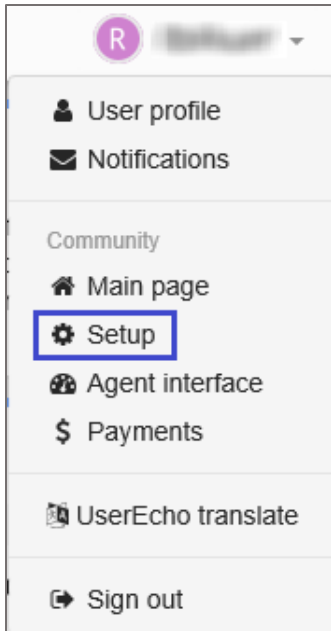 R
User profile
Notifications
Community
Main page
Setup
Agent interface
$ Payments
UserEcho translate
Sign out